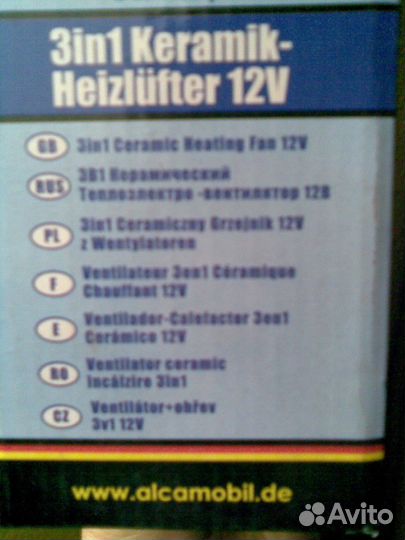 3in1 Keramik-
Heizlüfter 12V
GB 3in1 Ceramic Heating Fan 12V
RUS 3В1 Керамический
Теплоэлектро -вентилятор 12В
PL 3in1 Ceramiczny Grzejnik 12V
z Wentylatorem
F Ventilateur 3en1 Céramique
Chauffant 12V
E Ventilador-Calefactor 3en1
Cerámico 12V
RO Ventilator ceramic
încălzire 3in1
CZ Ventilátor+ohřev
3v1 12V
www.alcamobil.de
Avito